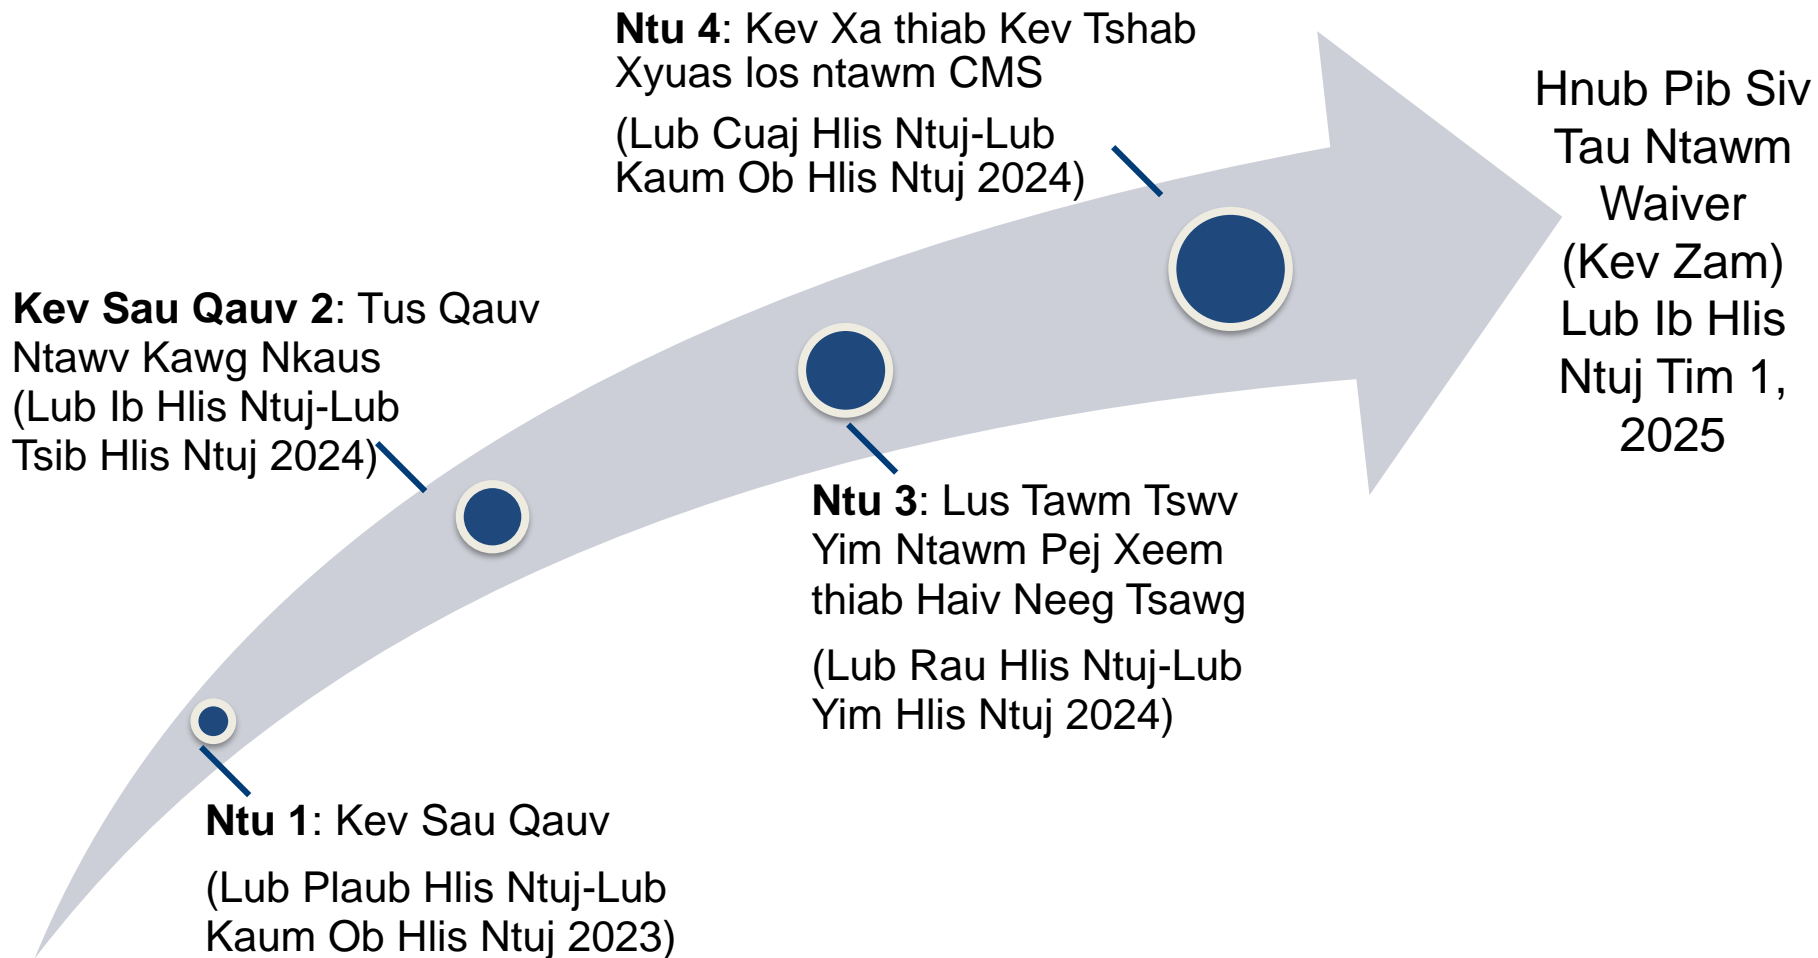 Ntu 4: Kev Xa thiab Kev Tshab
Xyuas los ntawm CMS
(Lub Cuaj Hlis Ntuj-Lub
Kaum Ob Hlis Ntuj 2024)
Hnub Pib Siv
Tau Ntawm
Waiver
(Kev Zam)
Lub Ib Hlis
Ntuj Tim 1,
2025
Kev Sau Qauv 2: Tus Qauv
Ntawv Kawg Nkaus
(Lub Ib Hlis Ntuj-Lub
Tsib Hlis Ntuj 2024)
Ntu 3: Lus Tawm Tswv
Yim Ntawm Pej Xeem
thiab Haiv Neeg Tsawg
(Lub Rau Hlis Ntuj-Lub
Yim Hlis Ntuj 2024)
Ntu 1: Kev Sau Qauv
(Lub Plaub Hlis Ntuj-Lub
Kaum Ob Hlis Ntuj 2023)